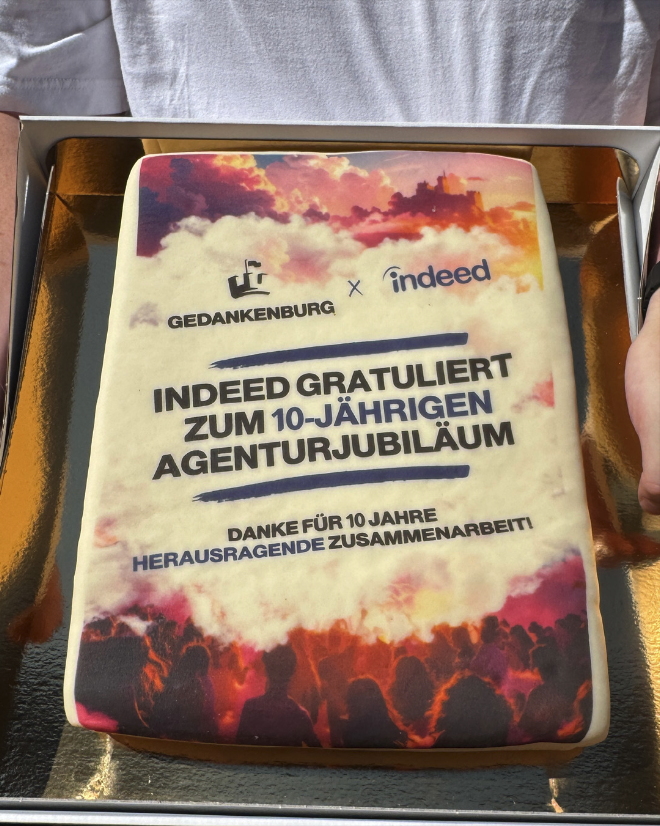 GEDANKENBURG x indeed
INDEED GRATULIERT
ZUM 10-JÄHRIGEN
AGENTURJUBILÄUM
DANKE FÜR 10 JAHRE
HERAUSRAGENDE ZUSAMMENARBEIT!